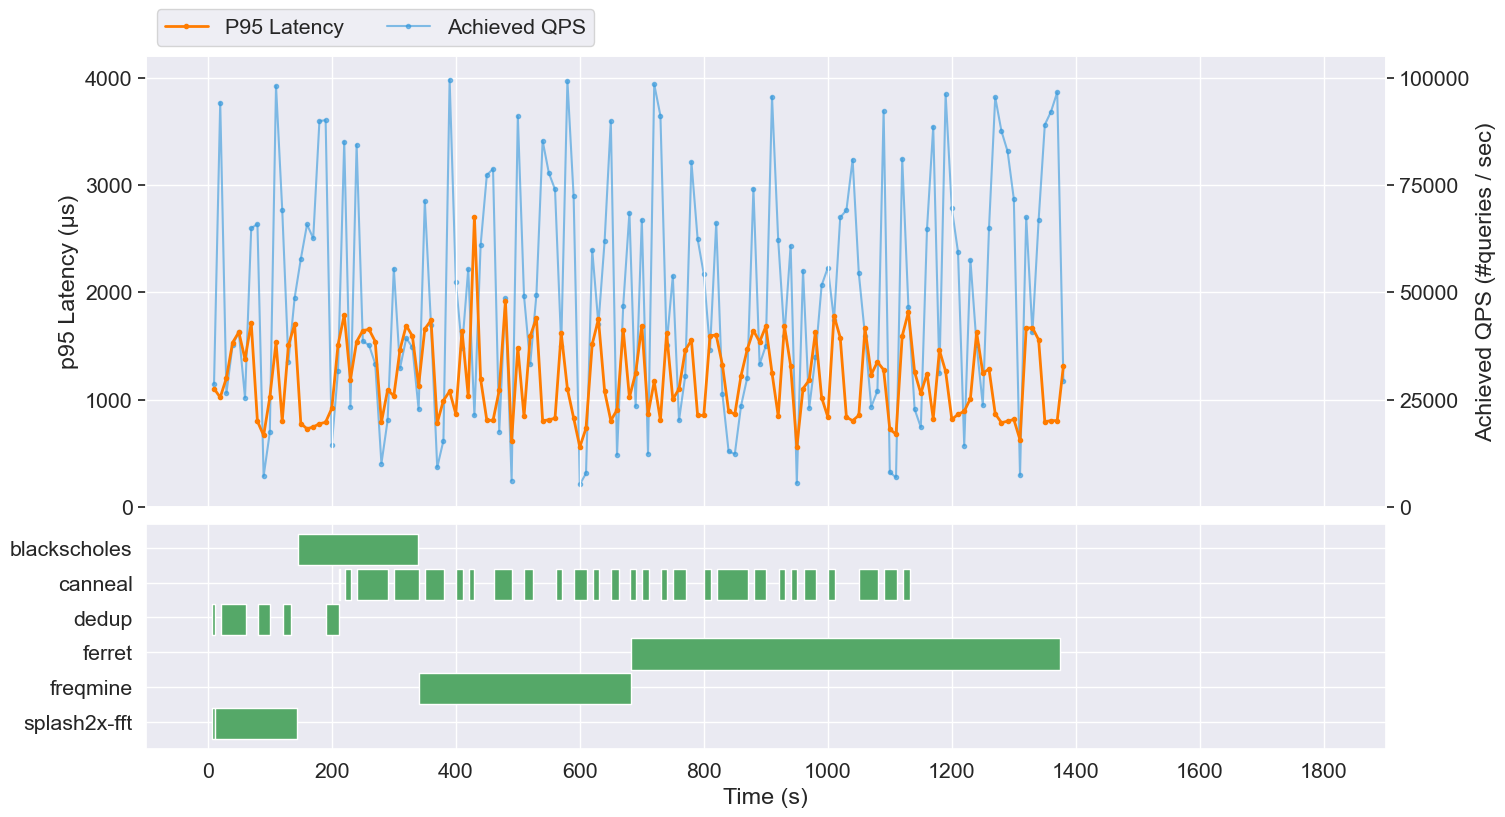 P95 Latency
Achieved QPS
4000
3000
2000
1000
0
p95 Latency (μs)
100000
75000
50000
25000
0
Achieved QPS (#queries / sec)
blackscholes
canneal
dedup
ferret
freqmine
splash2x-fft
0 200 400 600 800 1000 1200 1400 1600 1800
Time (s)